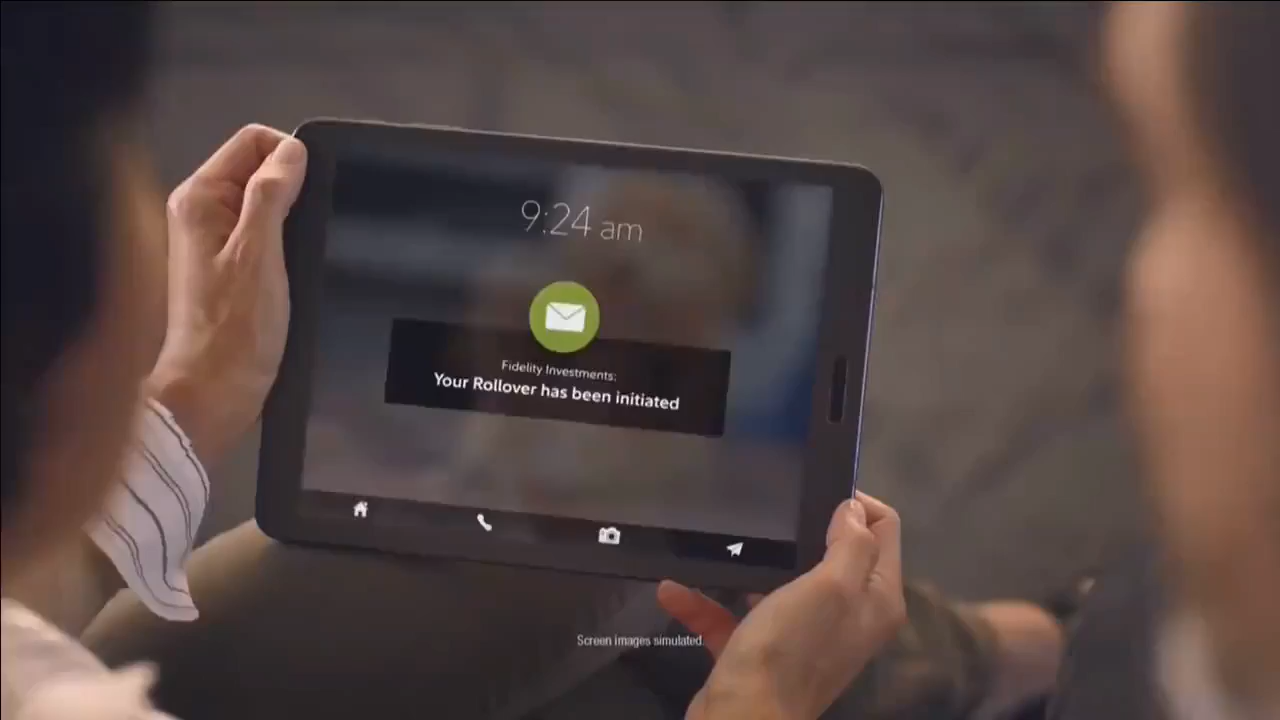 9:24 am
Fidelity Investments:
Your Rollover has been initiated
Screen images simulated.